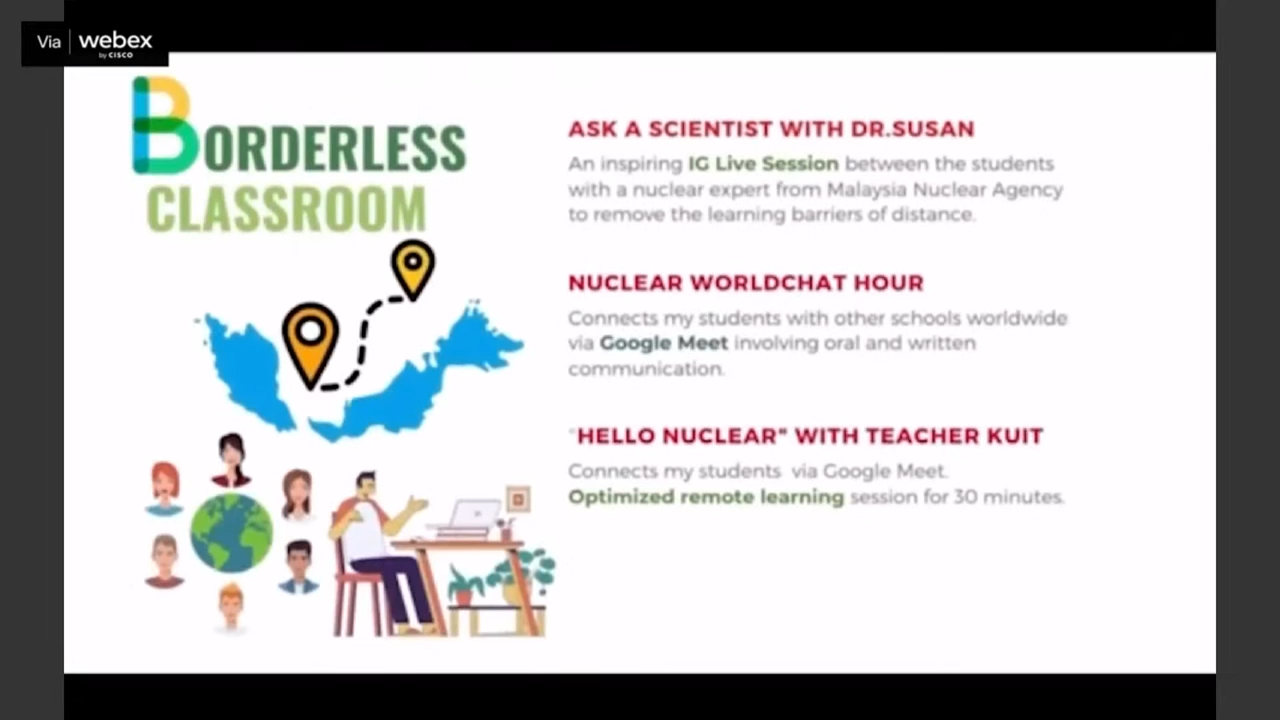 Via webex
by CISCO
BORDERLESS
CLASSROOM
ASK A SCIENTIST WITH DR.SUSAN
An inspiring IG Live Session between the students
with a nuclear expert from Malaysia Nuclear Agency
to remove the learning barriers of distance.
NUCLEAR WORLDCHAT HOUR
Connects my students with other schools worldwide
via Google Meet involving oral and written
communication.
"HELLO NUCLEAR" WITH TEACHER KUIT
Connects my students via Google Meet.
Optimized remote learning session for 30 minutes.